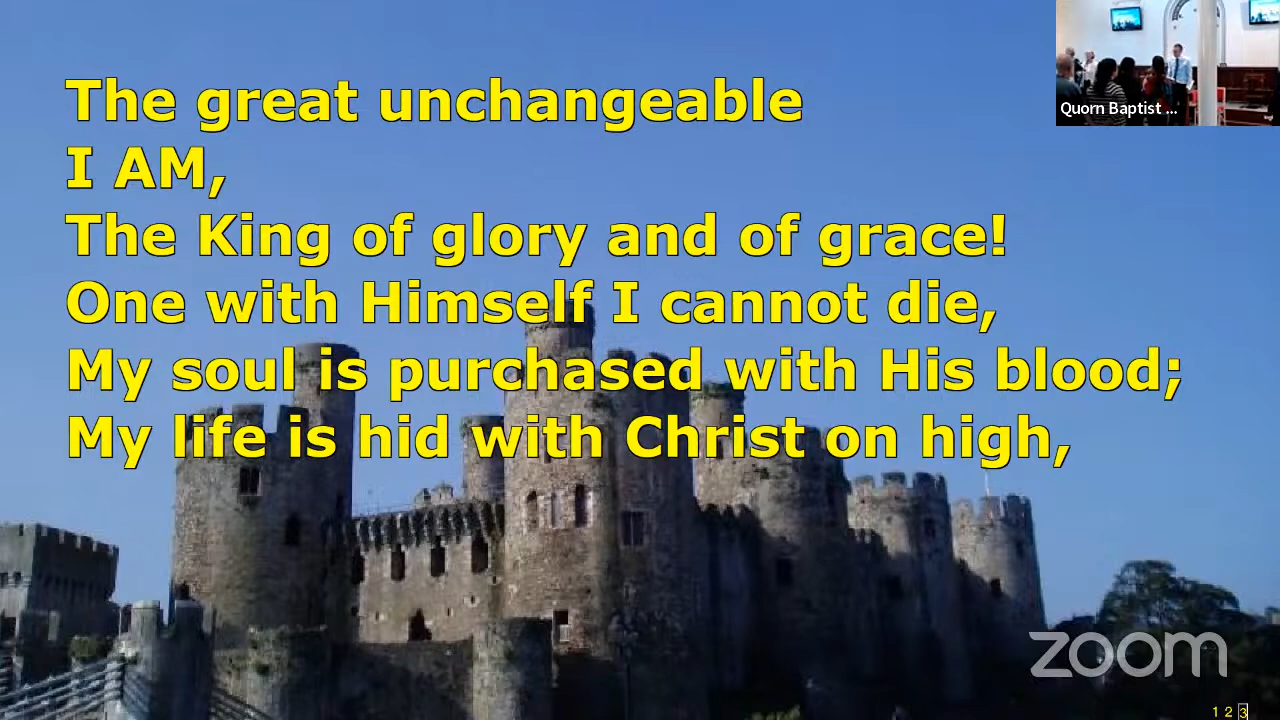 The great unchangeable
I AM,
The King of glory and of grace!
One with Himself I cannot die,
My soul is purchased with His blood;
My life is hid with Christ on high,
Quorn Baptist ...
zoom
1 2 3